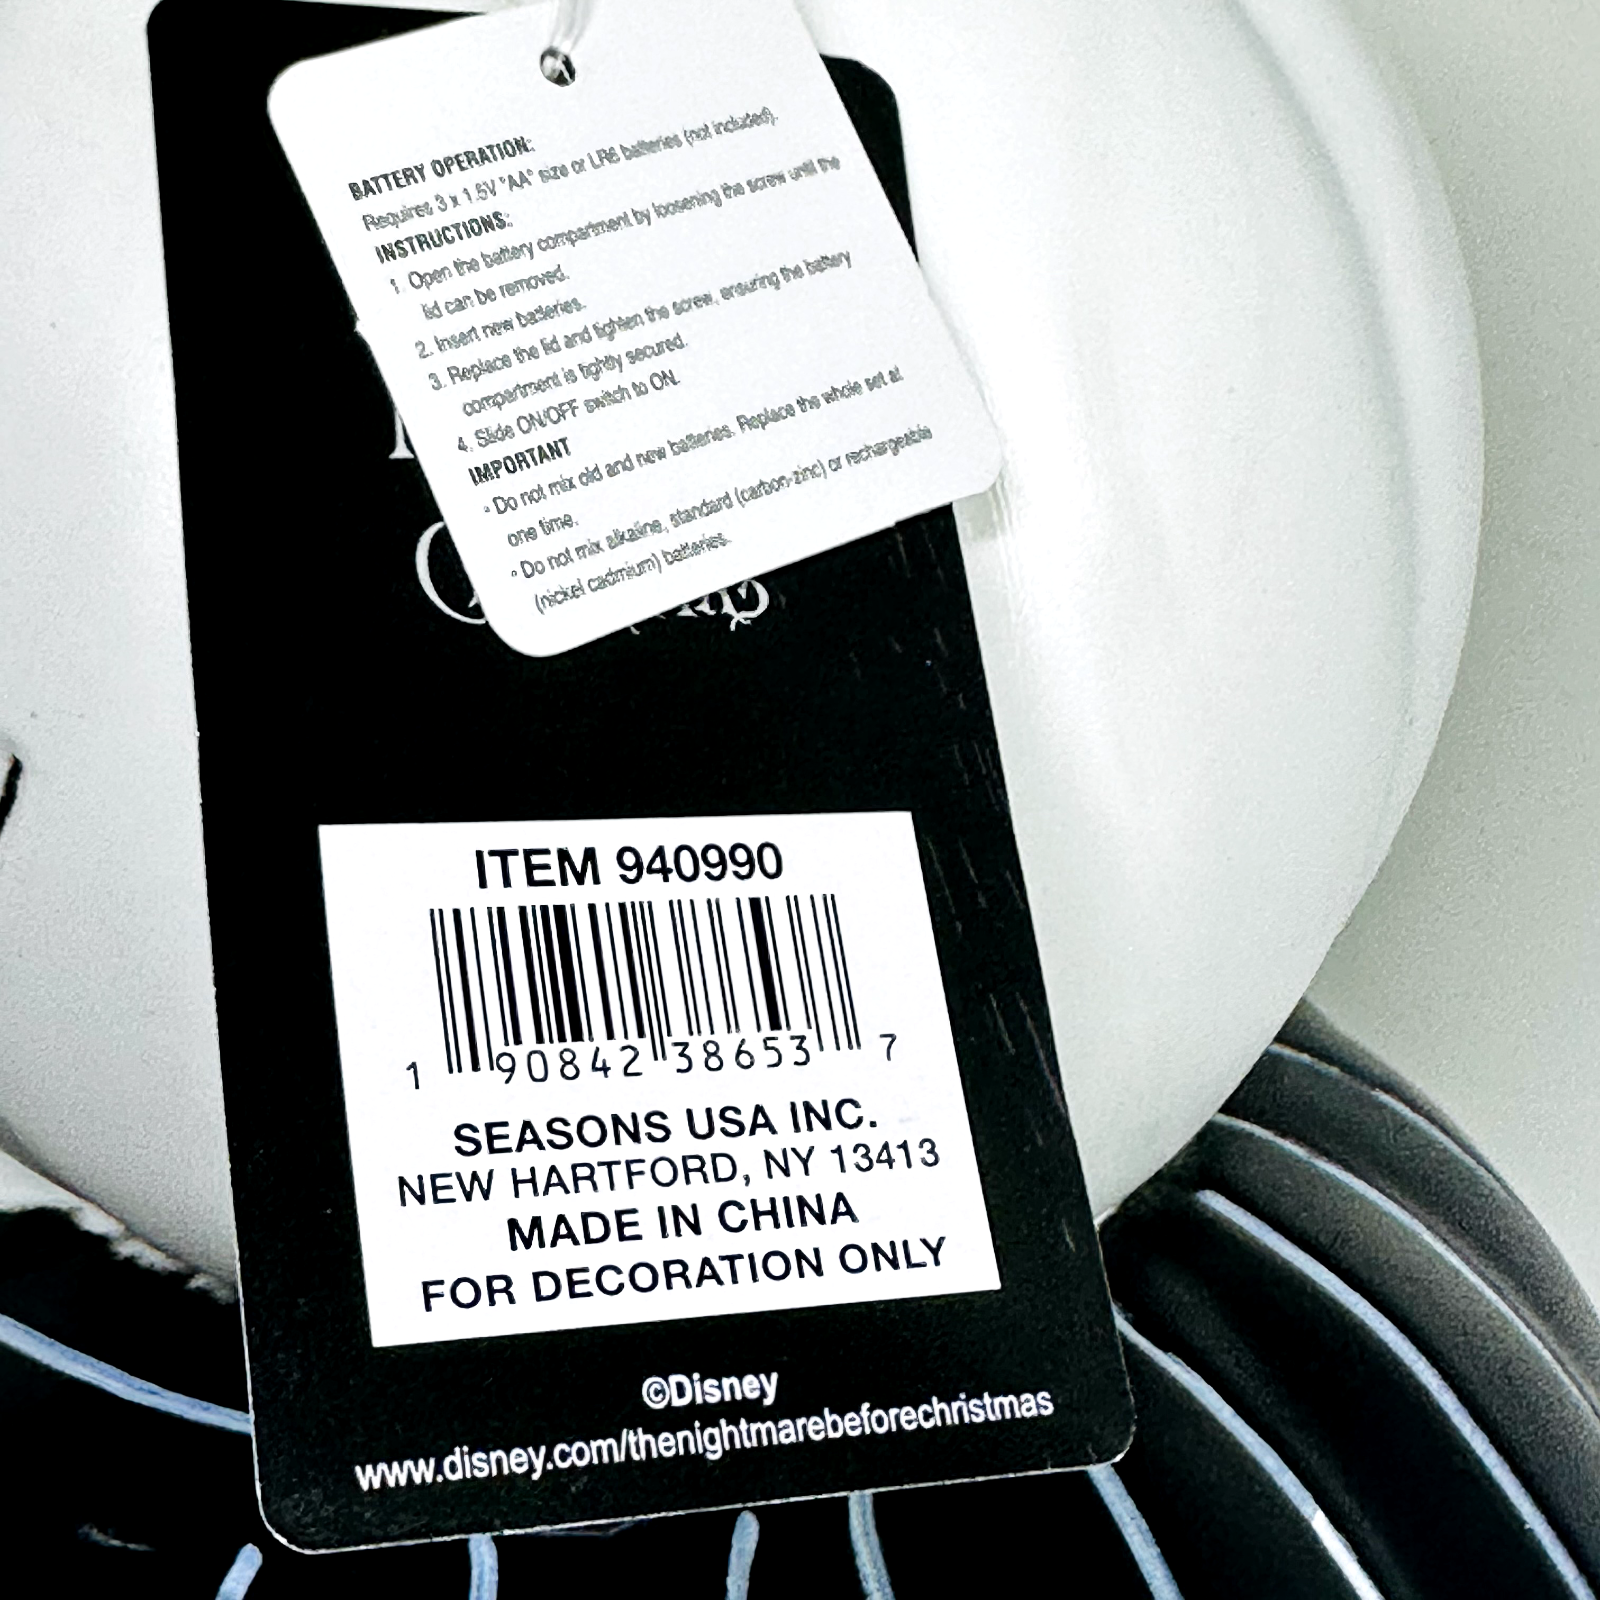 BATTERY OPERATION:
Requires 3 x 1.5V "AA" size or LR6 batteries (not included).
INSTRUCTIONS:
1. Open the battery compartment by loosening the screw until the
lid can be removed.
2. Insert new batteries.
3. Replace the lid and tighten the screw, ensuring the battery
compartment is tightly secured.
4. Slide ON/OFF switch to ON.
IMPORTANT
• Do not mix old and new batteries. Replace the whole set at
one time.
• Do not mix alkaline, standard (carbon-zinc) or rechargeable
(nickel cadmium) batteries.
ITEM 940990
1 90842 38653 7
SEASONS USA INC.
NEW HARTFORD, NY 13413
MADE IN CHINA
FOR DECORATION ONLY
©Disney
www.disney.com/thenightmarebeforechristmas